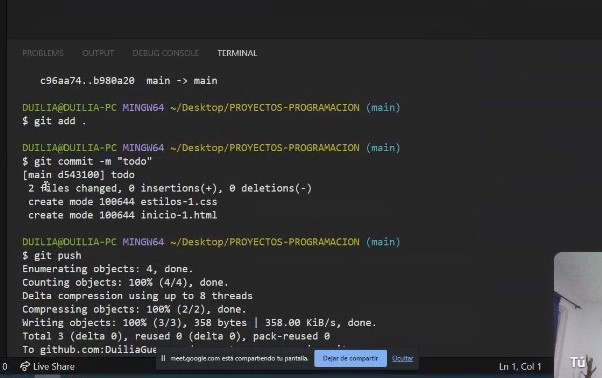 PROBLEMS OUTPUT DEBUG CONSOLE TERMINAL
c96aa74..b980a20 main -> main
DUILIA@DUILIA-PC MINGW64 ~/Desktop/PROYECTOS-PROGRAMACION (main)
$ git add .
DUILIA@DUILIA-PC MINGW64 ~/Desktop/PROYECTOS-PROGRAMACION (main)
$ git commit -m "todo"
[main d543100] todo
2 files changed, 0 insertions(+), 0 deletions(-)
create mode 100644 estilos-1.css
create mode 100644 inicio-1.html
DUILIA@DUILIA-PC MINGW64 ~/Desktop/PROYECTOS-PROGRAMACION (main)
$ git push
Enumerating objects: 4, done.
Counting objects: 100% (4/4), done.
Delta compression using up to 8 threads
Compressing objects: 100% (2/2), done.
Writing objects: 100% (3/3), 358 bytes | 358.00 KiB/s, done.
Total 3 (delta 0), reused 0 (delta 0), pack-reused 0
To github.com:DuiliaGue
meet.google.com está compartiendo tu pantalla. Dejar de compartir Ocultar
0 Live Share Ln 1, Col 1
Tú